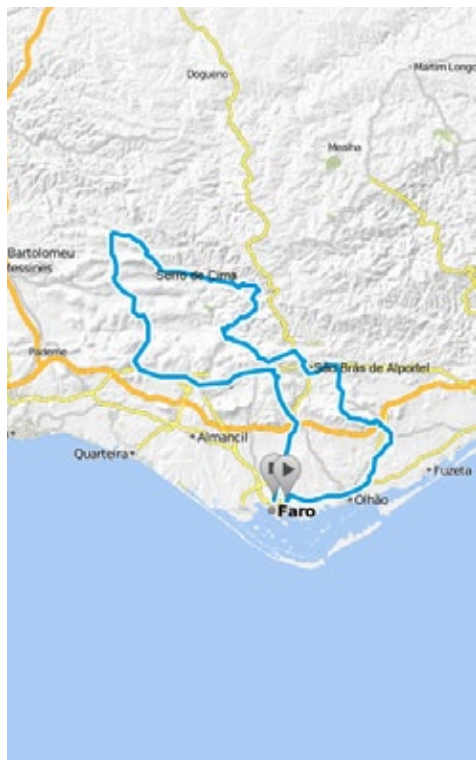 Martim Longo
Dogueno
Mealha
Bartolomeu
Messines
Serro de Cima
Paderne
São Brás de Alportel
Almancil
Quarteira
Fuzeta
Olhão
Faro